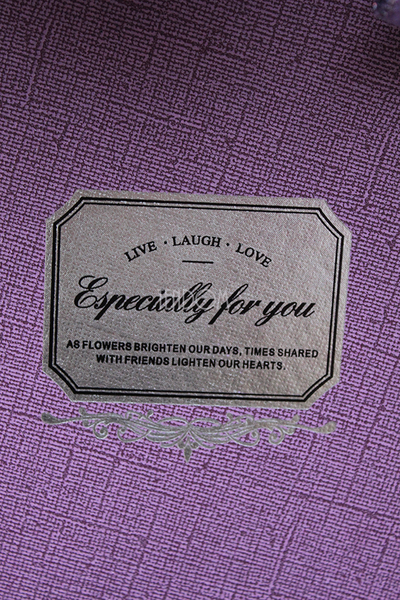 LIVE · LAUGH · LOVE
Especially for you
AS FLOWERS BRIGHTEN OUR DAYS, TIMES SHARED
WITH FRIENDS LIGHTEN OUR HEARTS.